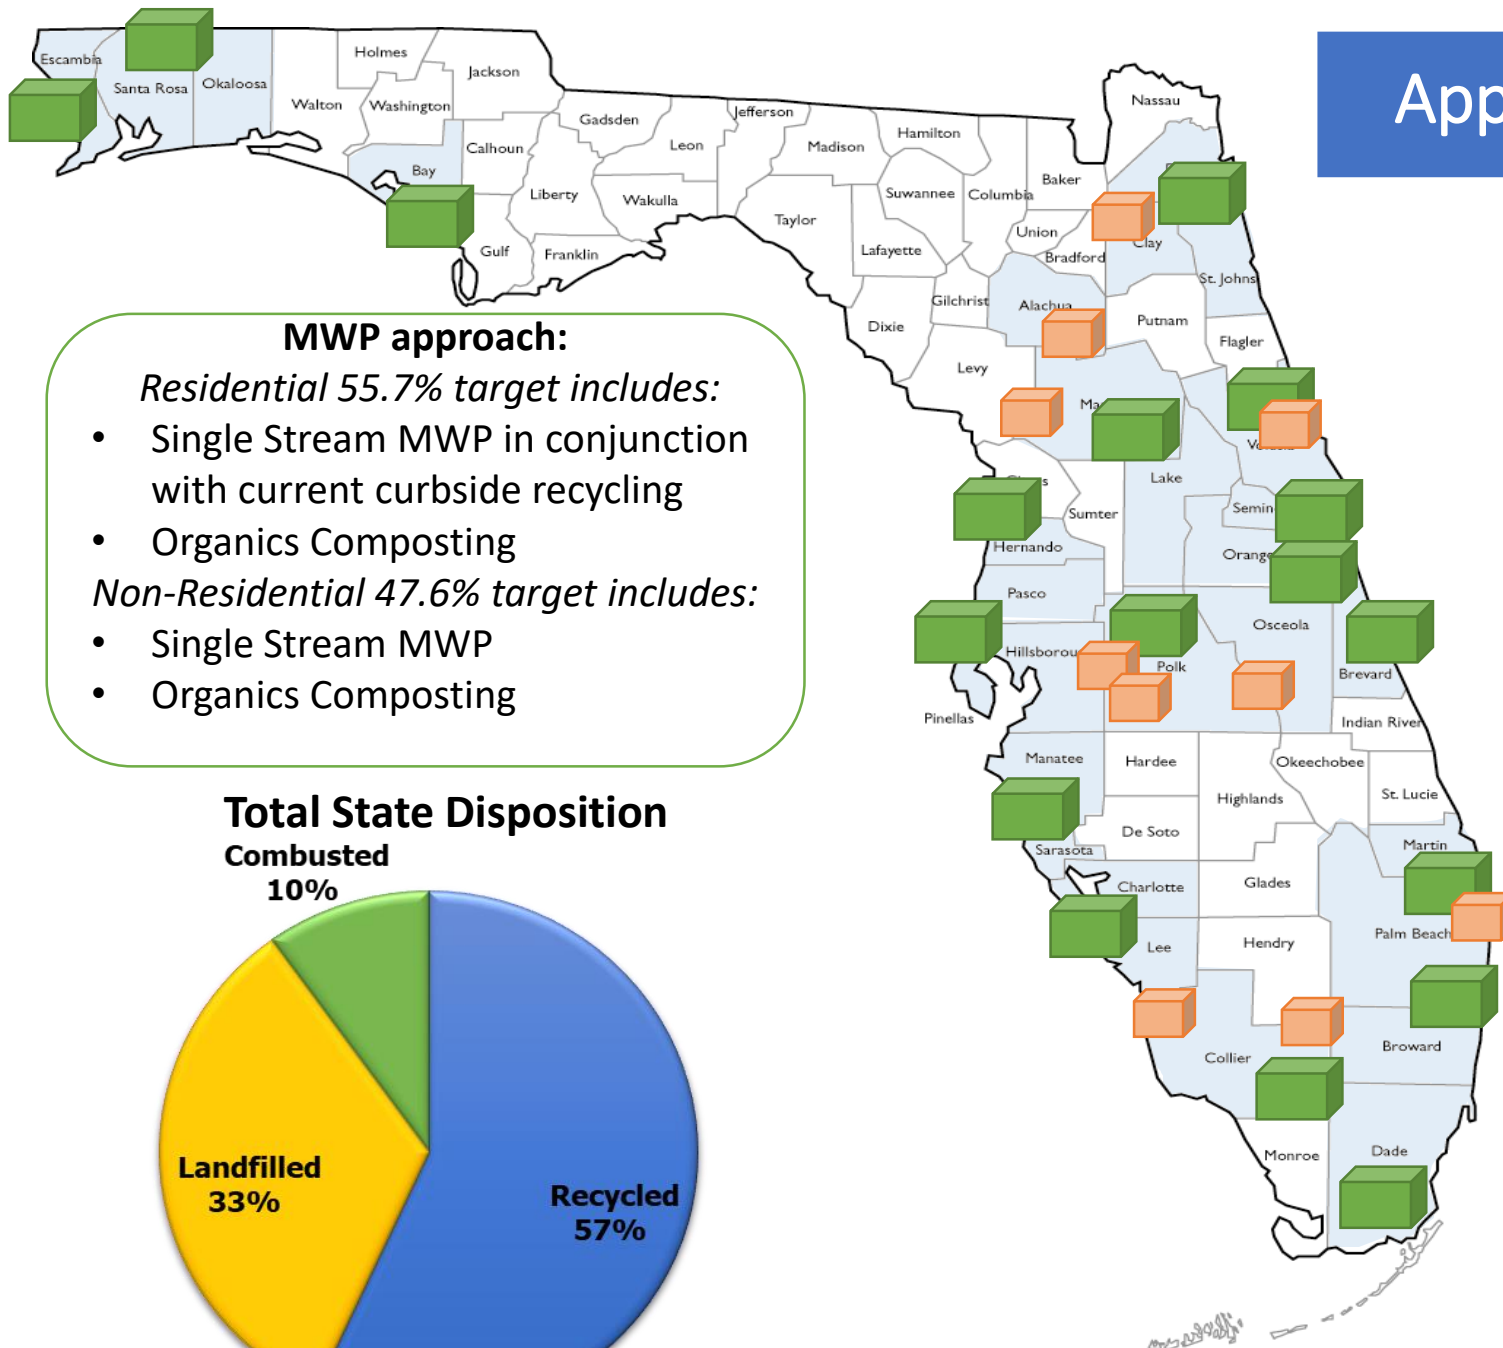 App
Escambia
Santa Rosa
Okaloosa
Walton
Holmes
Washington
Jackson
Bay
Calhoun
Gulf
Liberty
Franklin
Gadsden
Leon
Wakulla
Jefferson
Madison
Taylor
Hamilton
Suwannee
Lafayette
Columbia
Dixie
Gilchrist
Baker
Union
Bradford
Nassau
Clay
St. Johns
Alachua
Putnam
Flagler
Levy
Ma
Lake
Sumter
Semin
Orange
Hernando
Pasco
Hillsborou
Polk
Osceola
Brevard
Pinellas
Indian River
Manatee
Hardee
Okeechobee
Highlands
St. Lucie
De Soto
Sarasota
Martin
Charlotte
Glades
Lee
Hendry
Palm Beach
Collier
Broward
Monroe
Dade
MWP approach:
Residential 55.7% target includes:
• Single Stream MWP in conjunction
with current curbside recycling
• Organics Composting
Non-Residential 47.6% target includes:
• Single Stream MWP
• Organics Composting
Total State Disposition
Combusted
10%
Landfilled
33%
Recycled
57%